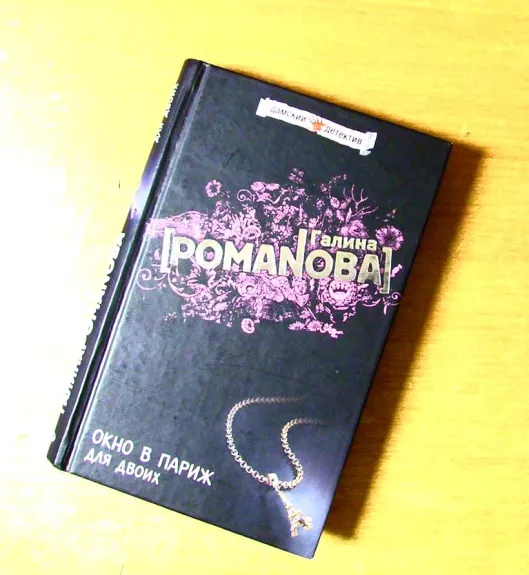 дамский детектив
Галина
[РОМАNОВА]
ОКНО В ПАРИЖ
ДЛЯ ДВОИХ